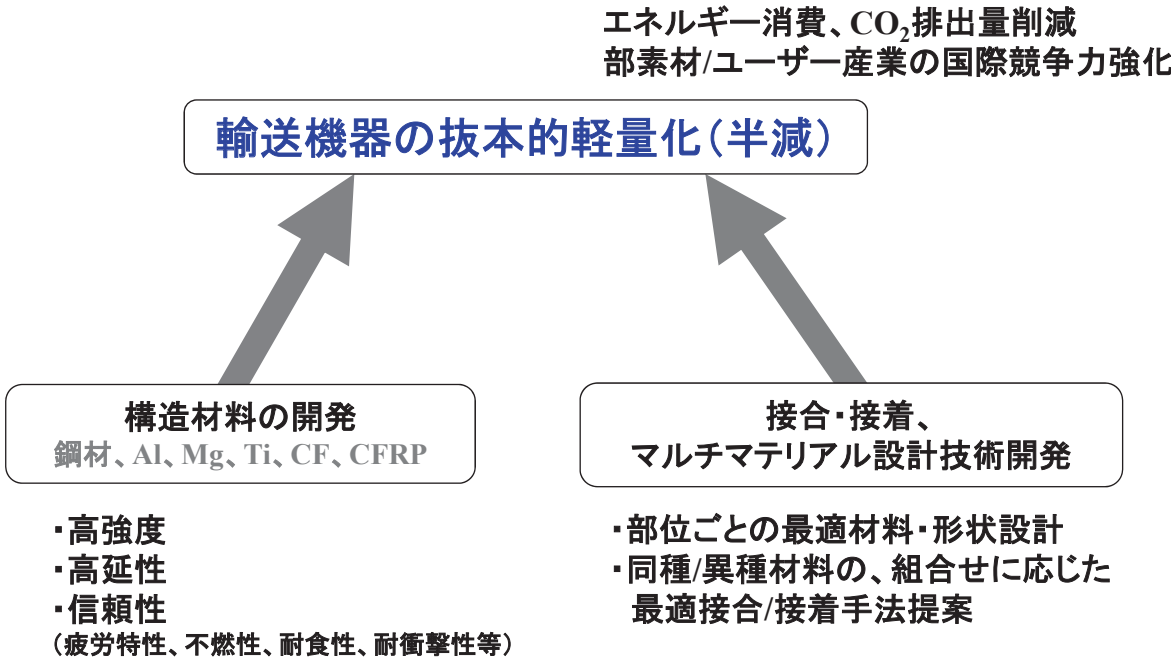 エネルギー消費、CO₂排出量削減
部素材/ユーザー産業の国際競争力強化
輸送機器の抜本的軽量化(半減)
構造材料の開発
鋼材、Al、Mg、Ti、CF、CFRP
接合・接着、
マルチマテリアル設計技術開発
・高強度
・高延性
・信頼性
(疲労特性、不燃性、耐食性、耐衝撃性等)
・部位ごとの最適材料・形状設計
・同種/異種材料の、組合せに応じた
最適接合/接着手法提案